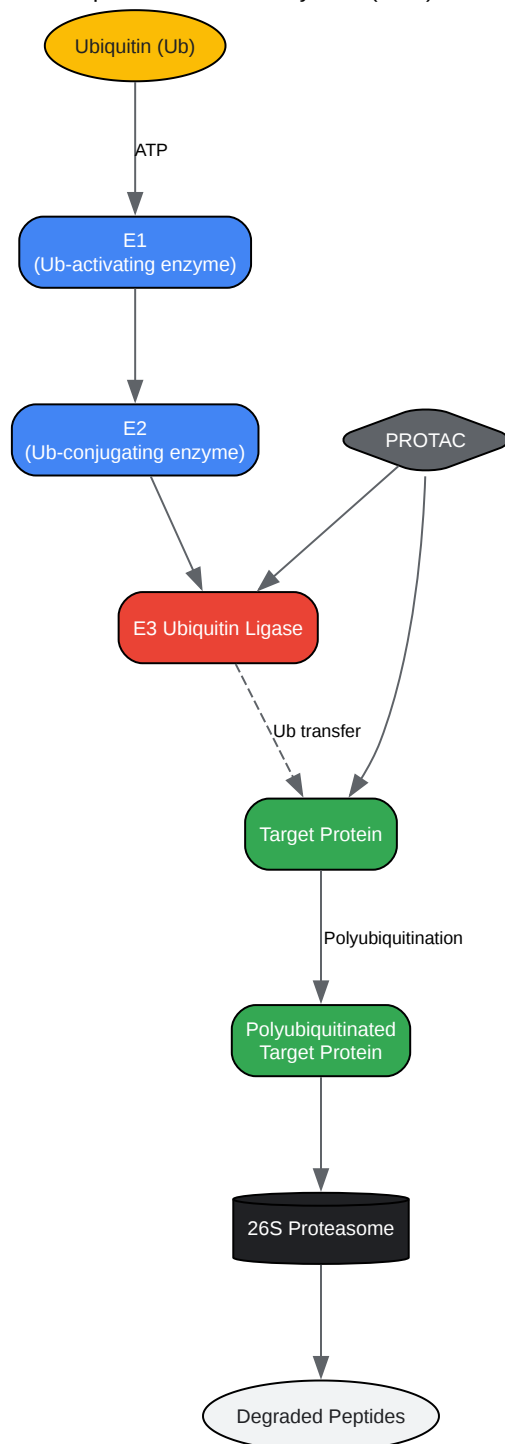 Ubiquitin (Ub)
ATP
E1
(Ub-activating enzyme)
E2
(Ub-conjugating enzyme)
PROTAC
E3 Ubiquitin Ligase
Ub transfer
Target Protein
Polyubiquitination
Polyubiquitinated
Target Protein
26S Proteasome
Degraded Peptides